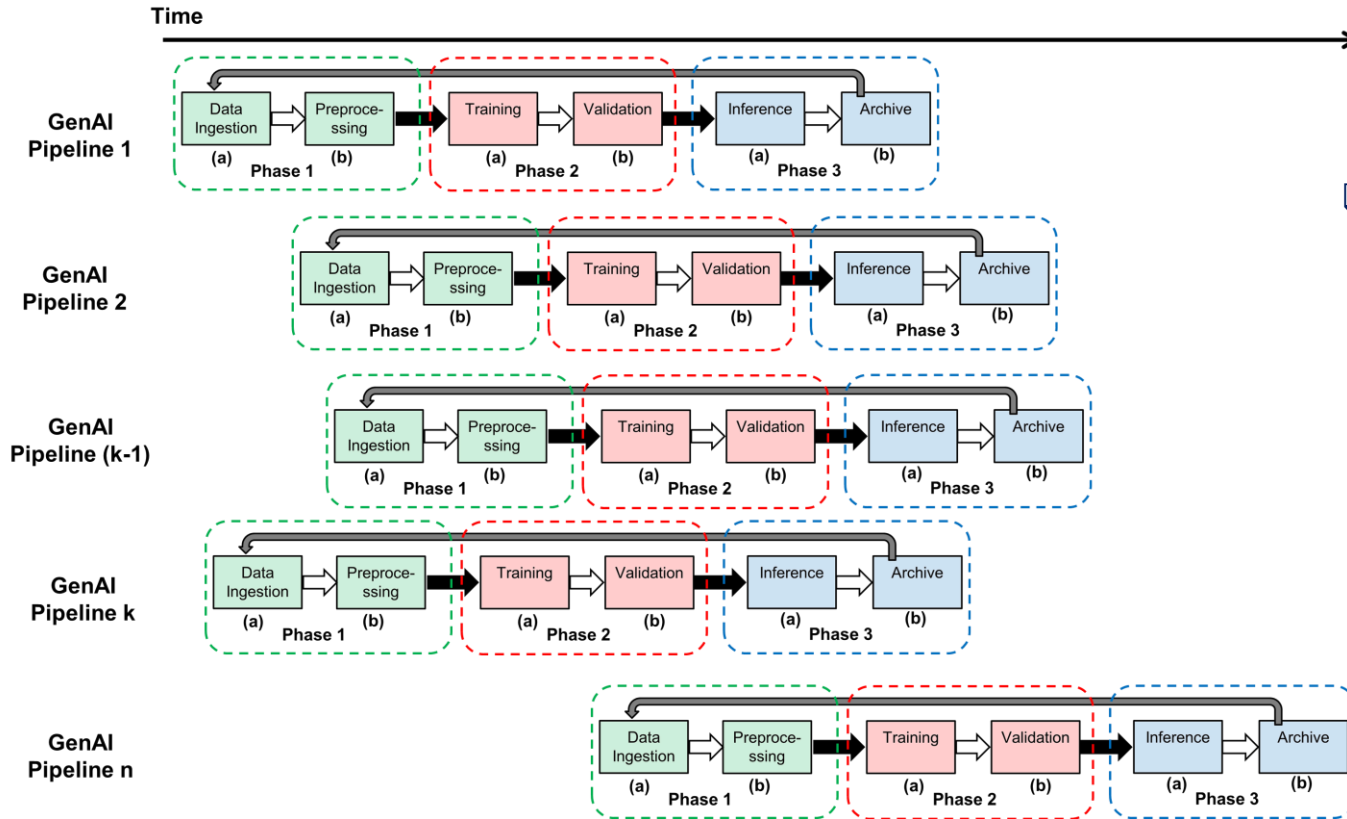 Time
GenAI
Pipeline 1
Data
Ingestion
Preproce-
ssing
Training
Validation
Inference
Archive
(a)
(b)
(a)
(b)
(a)
(b)
Phase 1
Phase 2
Phase 3
GenAI
Pipeline 2
Data
Ingestion
Preproce-
ssing
Training
Validation
Inference
Archive
(a)
(b)
(a)
(b)
(a)
(b)
Phase 1
Phase 2
Phase 3
GenAI
Pipeline (k-1)
Data
Ingestion
Preproce-
ssing
Training
Validation
Inference
Archive
(a)
(b)
(a)
(b)
(a)
(b)
Phase 1
Phase 2
Phase 3
GenAI
Pipeline k
Data
Ingestion
Preproce-
ssing
Training
Validation
Inference
Archive
(a)
(b)
(a)
(b)
(a)
(b)
Phase 1
Phase 2
Phase 3
GenAI
Pipeline n
Data
Ingestion
Preproce-
ssing
Training
Validation
Inference
Archive
(a)
(b)
(a)
(b)
(a)
(b)
Phase 1
Phase 2
Phase 3